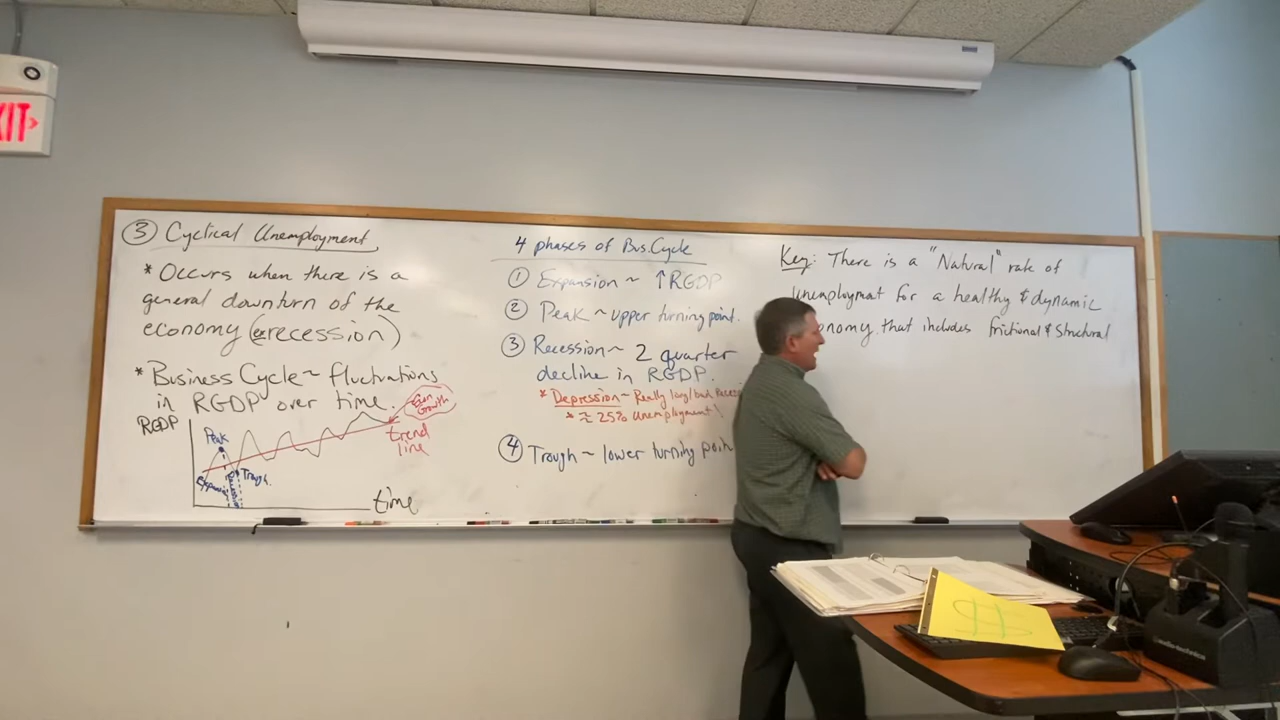 EXIT
③ Cyclical Unemployment
* Occurs when there is a
general downturn of the
economy (ex recession)
* Business Cycle ~ fluctuations
in RGDP over time.
RGDP
Peak
Expansion
Recession
Trough
Econ
Growth
trend
line
time
4 phases of Bus. Cycle
① Expansion ~ ↑RGDP
② Peak ~ upper turning point.
③ Recession ~ 2 quarter
decline in RGDP.
* Depression ~ Really long/bad
* ≈ 25% Unemployment
④ Trough ~ lower turning
Key: There is a "Natural" rate of
Unemployment for a healthy & dynamic
that includes frictional & structural
$